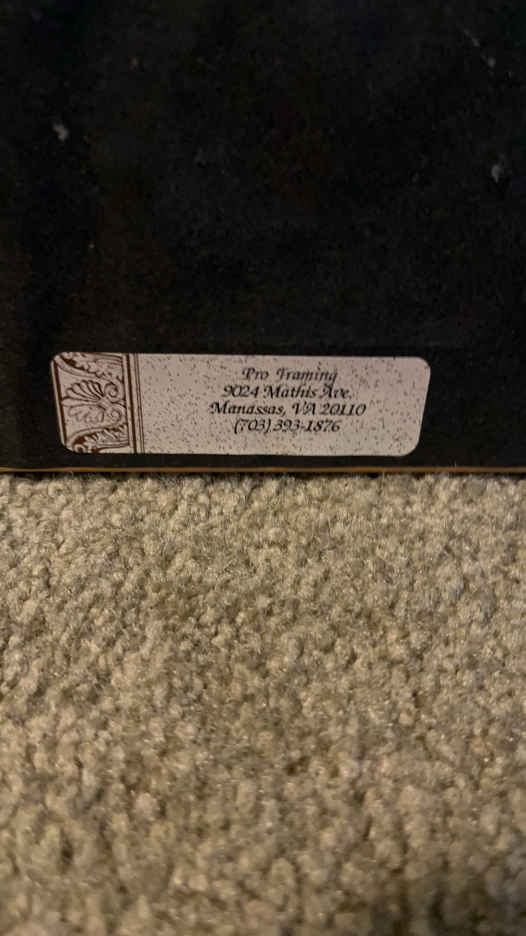 Pro Framing
9024 Mathis Ave.
Manassas, VA 20110
(703) 393-1876